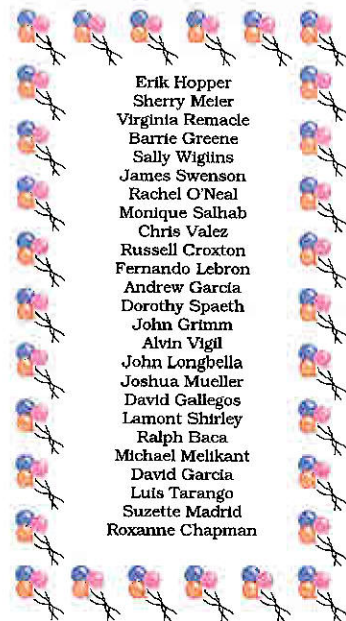 Erik Hopper
Sherry Meier
Virginia Remacle
Barrie Greene
Sally Wiglins
James Swenson
Rachel O'Neal
Monique Salhab
Chris Valez
Russell Croxton
Fernando Lebron
Andrew Garcia
Dorothy Spaeth
John Grimm
Alvin Vigil
John Longbella
Joshua Mueller
David Gallegos
Lamont Shirley
Ralph Baca
Michael Melikant
David Garcia
Luis Tarango
Suzette Madrid
Roxanne Chapman